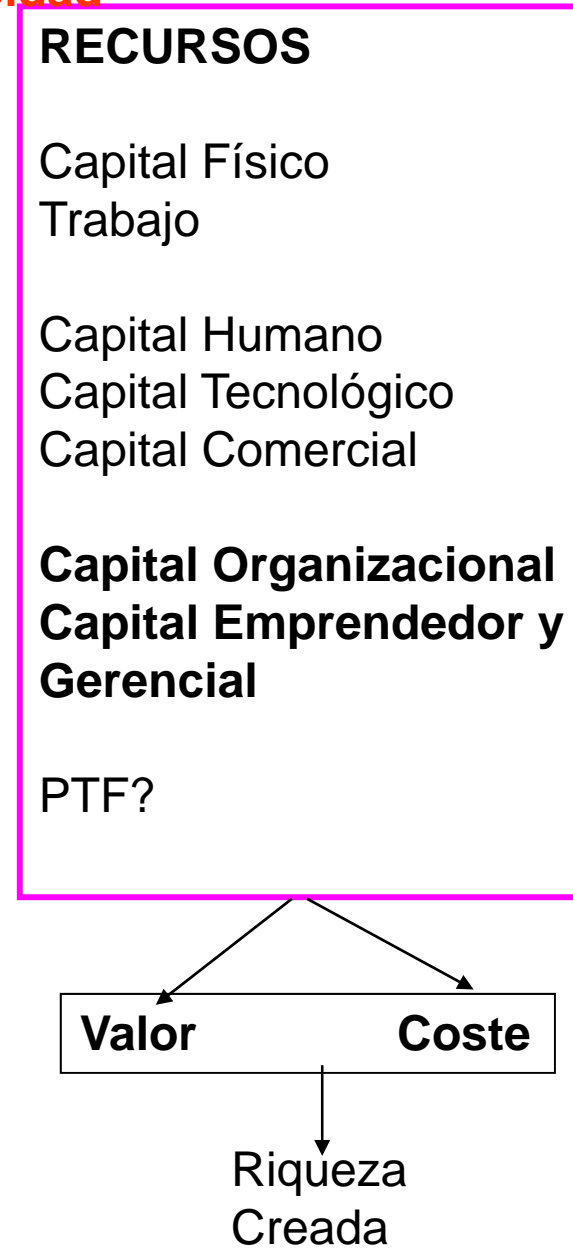 RECURSOS
Capital Físico
Trabajo
Capital Humano
Capital Tecnológico
Capital Comercial
Capital Organizacional
Capital Emprendedor y
Gerencial
PTF?
Valor Coste
Riqueza
Creada